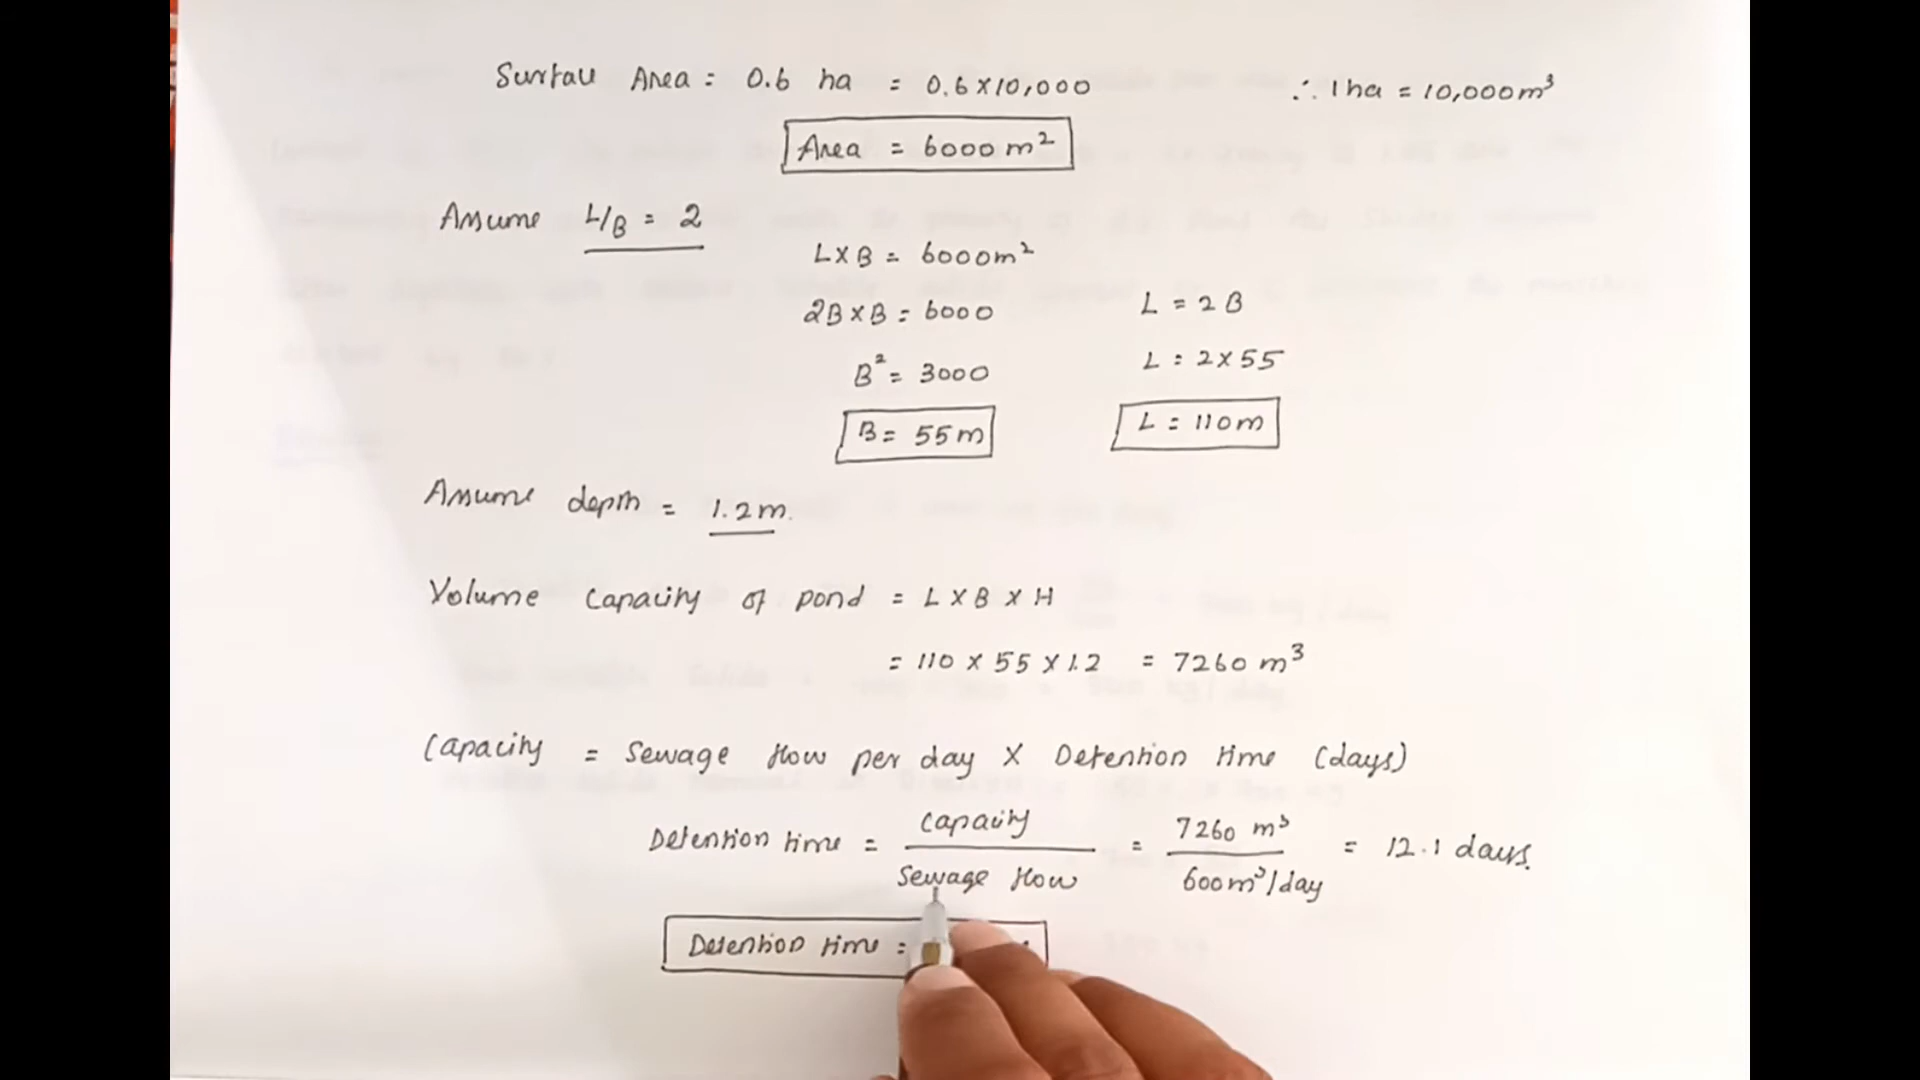 Surface Area = 0.6 ha = 0.6 × 10,000 ∴ 1 ha = 10,000 m³
Area = 6000 m²
Assume L/B = 2
L × B = 6000 m²
2B × B = 6000 L = 2B
B² = 3000 L = 2 × 55
B = 55 m L = 110 m
Assume depth = 1.2 m.
Volume capacity of pond = L × B × H
= 110 × 55 × 1.2 = 7260 m³
Capacity = Sewage flow per day × Detention time (days)
Detention time = capacity / Sewage flow = 7260 m³ / 600 m³/day = 12.1 days.
Detention time =